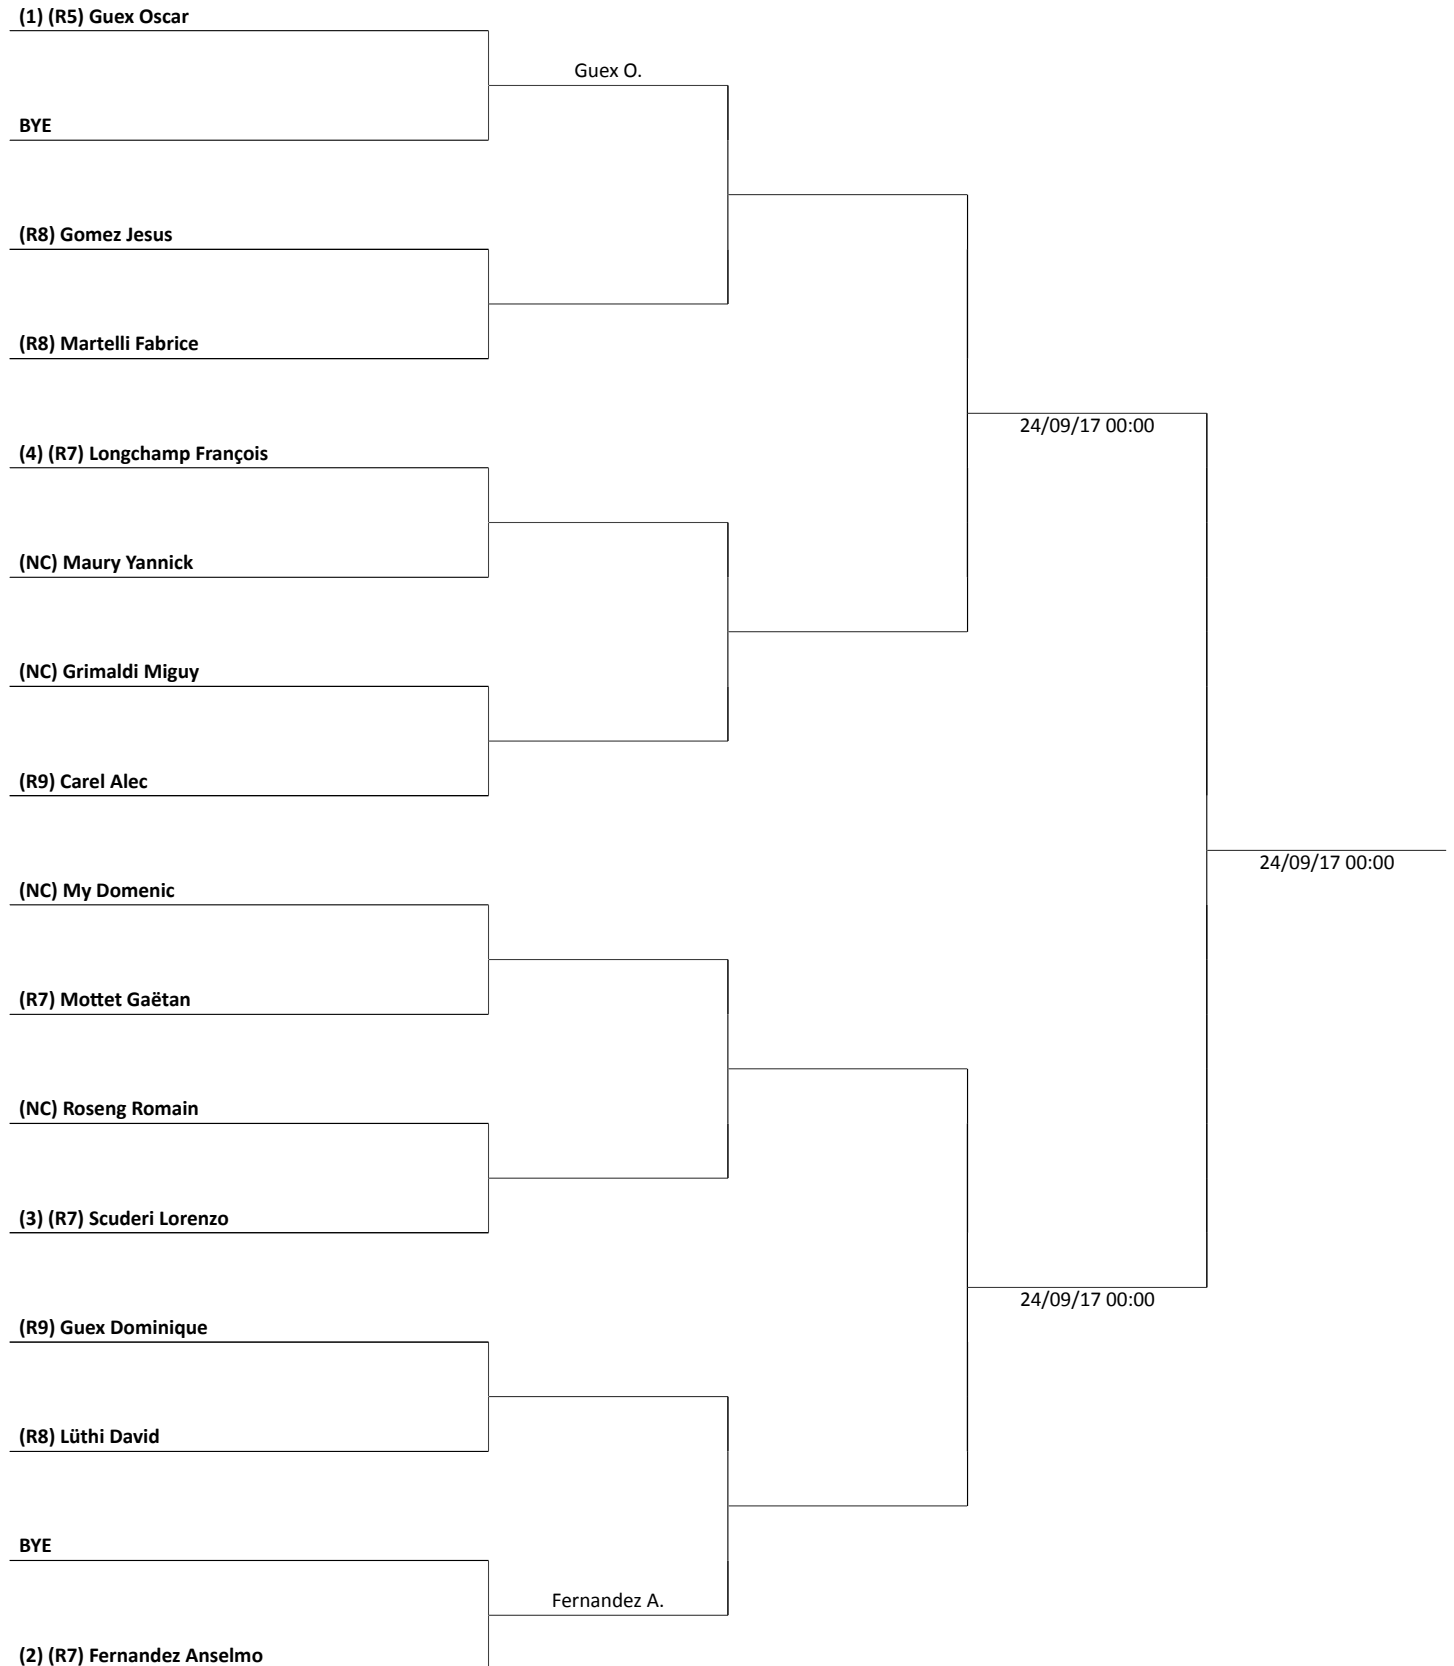 (1) (R5) Guex Oscar
Guex O.
BYE
(R8) Gomez Jesus
(R8) Martelli Fabrice
24/09/17 00:00
(4) (R7) Longchamp François
(NC) Maury Yannick
(NC) Grimaldi Miguy
(R9) Carel Alec
24/09/17 00:00
(NC) My Domenic
(R7) Mottet Gaëtan
(NC) Roseng Romain
(3) (R7) Scuderi Lorenzo
24/09/17 00:00
(R9) Guex Dominique
(R8) Lüthi David
BYE
Fernandez A.
(2) (R7) Fernandez Anselmo